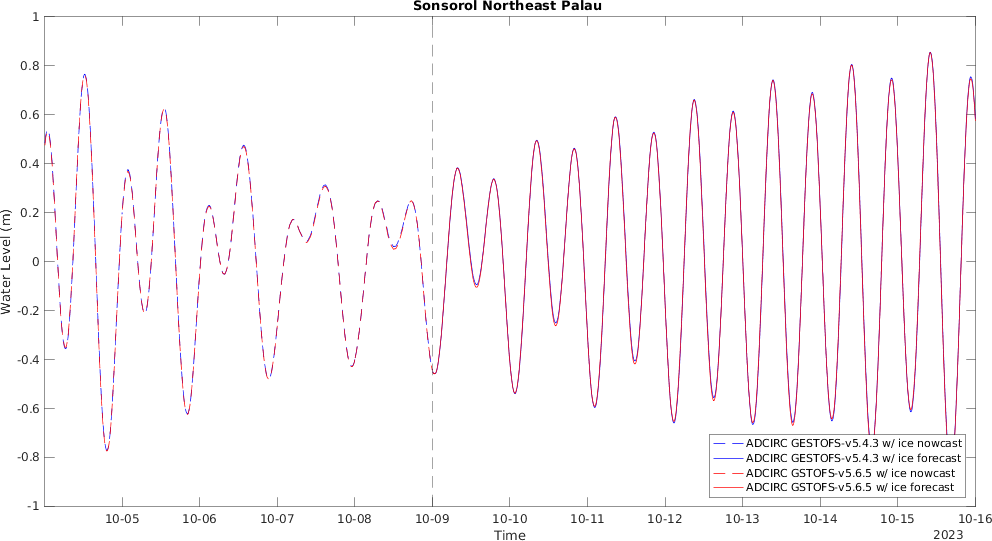 Sonsorol Northeast Palau
Water Level (m)
1
0.8
0.6
0.4
0.2
0
-0.2
-0.4
-0.6
-0.8
-1
ADCIRC GESTOFS-v5.4.3 w/ ice nowcast
ADCIRC GESTOFS-v5.4.3 w/ ice forecast
ADCIRC GSTOFS-v5.6.5 w/ ice nowcast
ADCIRC GSTOFS-v5.6.5 w/ ice forecast
10-05 10-06 10-07 10-08 10-09 10-10 10-11 10-12 10-13 10-14 10-15 10-16
Time
2023